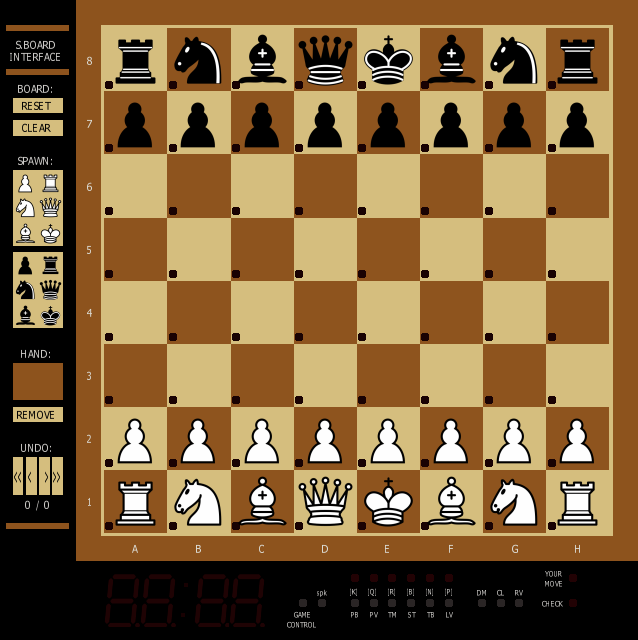 S.BOARD
INTERFACE
BOARD:
RESET
CLEAR
SPAWN:
HAND:
REMOVE
UNDO:
<< < > >>
0 / 0
8
7
6
5
4
3
2
1
A B C D E F G H
spk [K] [Q] [R] [B] [N] [P] DM CL RV
GAME
CONTROL
PB PV TM ST TB LV
YOUR
MOVE
CHECK